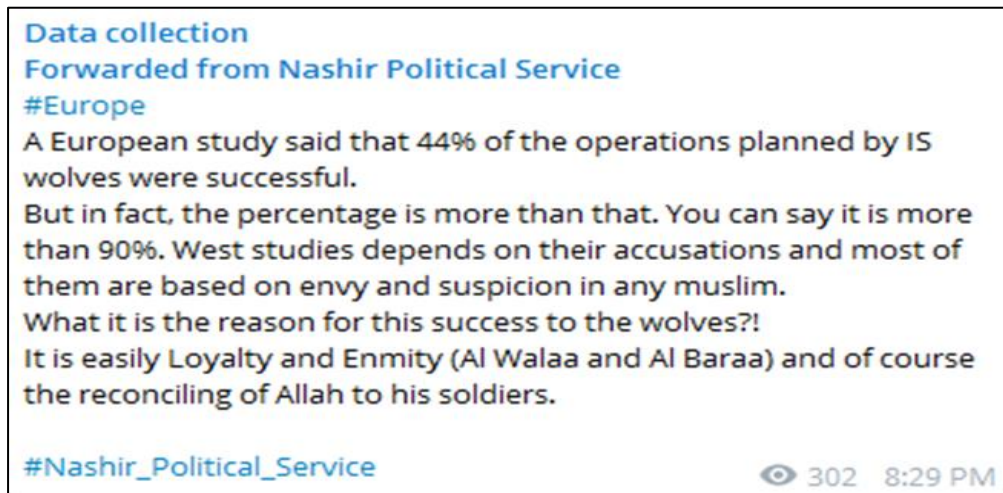 Data collection
Forwarded from Nashir Political Service
#Europe
A European study said that 44% of the operations planned by IS
wolves were successful.
But in fact, the percentage is more than that. You can say it is more
than 90%. West studies depends on their accusations and most of
them are based on envy and suspicion in any muslim.
What it is the reason for this success to the wolves?!
It is easily Loyalty and Enmity (Al Walaa and Al Baraa) and of course
the reconciling of Allah to his soldiers.
#Nashir_Political_Service
302 8:29 PM